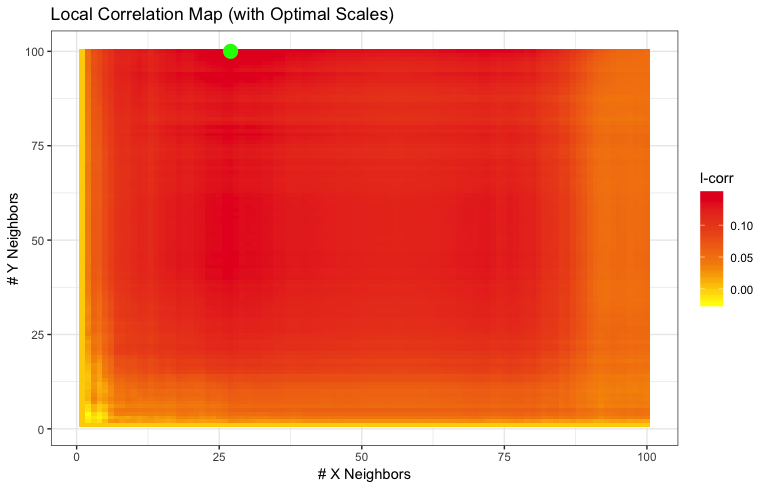 Local Correlation Map (with Optimal Scales)
100
75
50
25
0
# Y Neighbors
0 25 50 75 100
# X Neighbors
l-corr
0.10
0.05
0.00